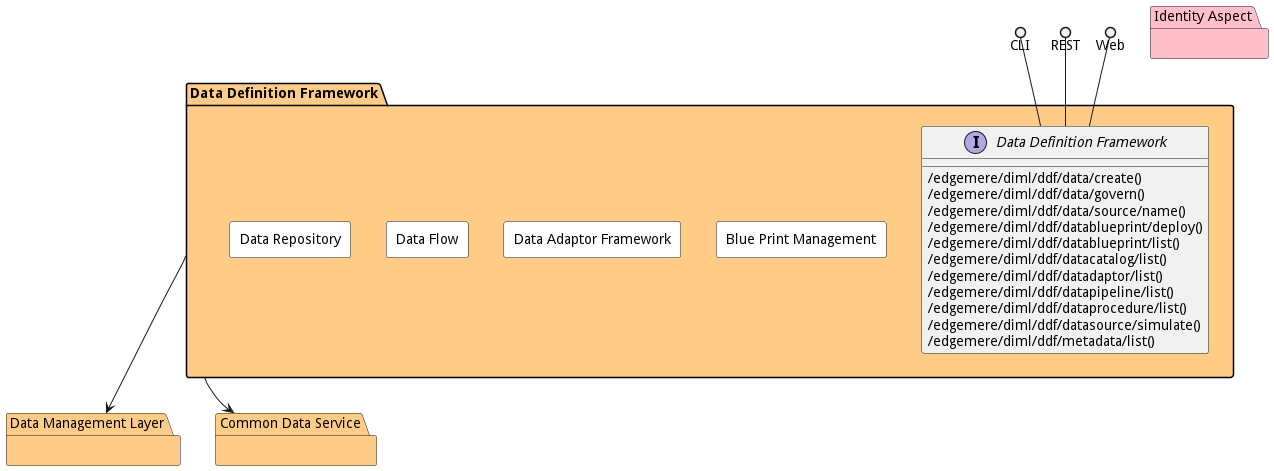 Identity Aspect
CLI
REST
Web
Data Definition Framework
I
Data Definition Framework
/edgemere/diml/ddf/data/create()
/edgemere/diml/ddf/data/govern()
/edgemere/diml/ddf/data/source/name()
/edgemere/diml/ddf/datablueprint/deploy()
/edgemere/diml/ddf/datablueprint/list()
/edgemere/diml/ddf/datacatalog/list()
/edgemere/diml/ddf/datadaptor/list()
/edgemere/diml/ddf/datapipeline/list()
/edgemere/diml/ddf/dataprocedure/list()
/edgemere/diml/ddf/datasource/simulate()
/edgemere/diml/ddf/metadata/list()
Data Repository
Data Flow
Data Adaptor Framework
Blue Print Management
Data Management Layer
Common Data Service